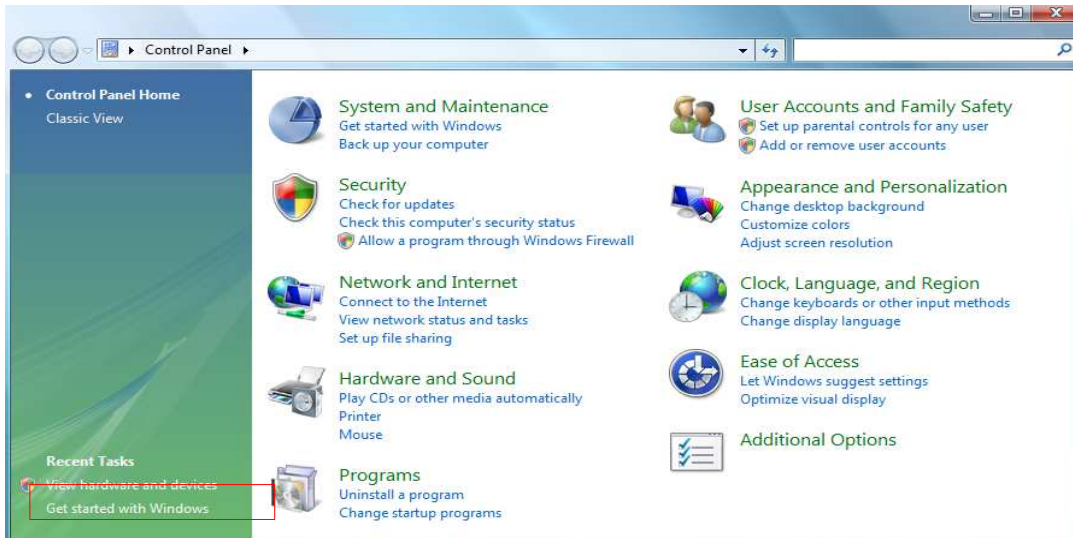 Control Panel
Control Panel Home
Classic View
System and Maintenance
Get started with Windows
Back up your computer
Security
Check for updates
Check this computer's security status
Allow a program through Windows Firewall
Network and Internet
Connect to the Internet
View network status and tasks
Set up file sharing
Hardware and Sound
Play CDs or other media automatically
Printer
Mouse
Programs
Uninstall a program
Change startup programs
User Accounts and Family Safety
Set up parental controls for any user
Add or remove user accounts
Appearance and Personalization
Change desktop background
Customize colors
Adjust screen resolution
Clock, Language, and Region
Change keyboards or other input methods
Change display language
Ease of Access
Let Windows suggest settings
Optimize visual display
Additional Options
Recent Tasks
View hardware and devices
Get started with Windows